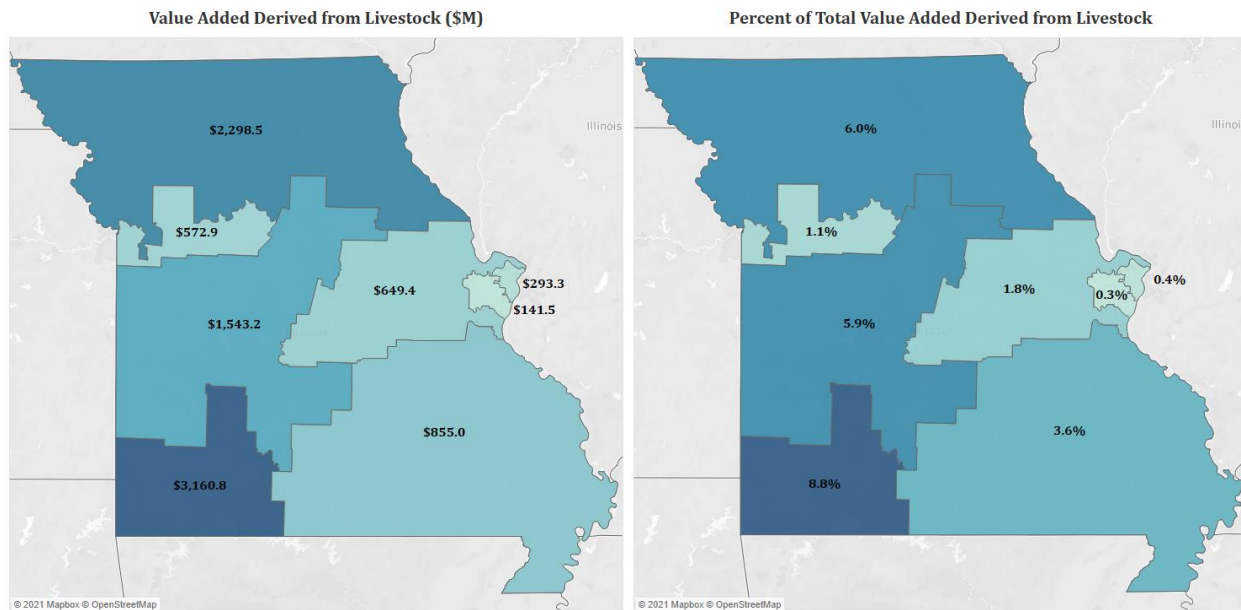 Value Added Derived from Livestock ($M)
$2,298.5
Illinois
$572.9
$293.3
$649.4
$141.5
$1,543.2
$855.0
$3,160.8
© 2021 Mapbox © OpenStreetMap
Percent of Total Value Added Derived from Livestock
6.0%
Illinois
1.1%
0.4%
1.8%
0.3%
5.9%
3.6%
8.8%
© 2021 Mapbox © OpenStreetMap